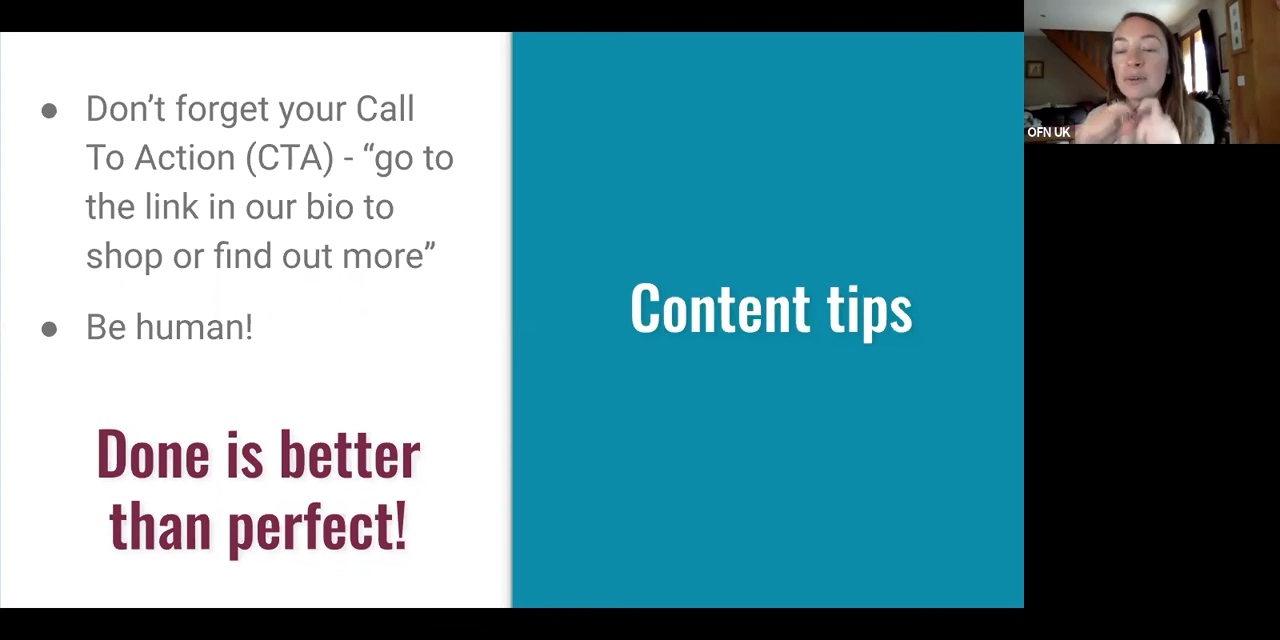 ● Don’t forget your Call
To Action (CTA) - “go to
the link in our bio to
shop or find out more”
● Be human!
Done is better
than perfect!
Content tips
OFN UK